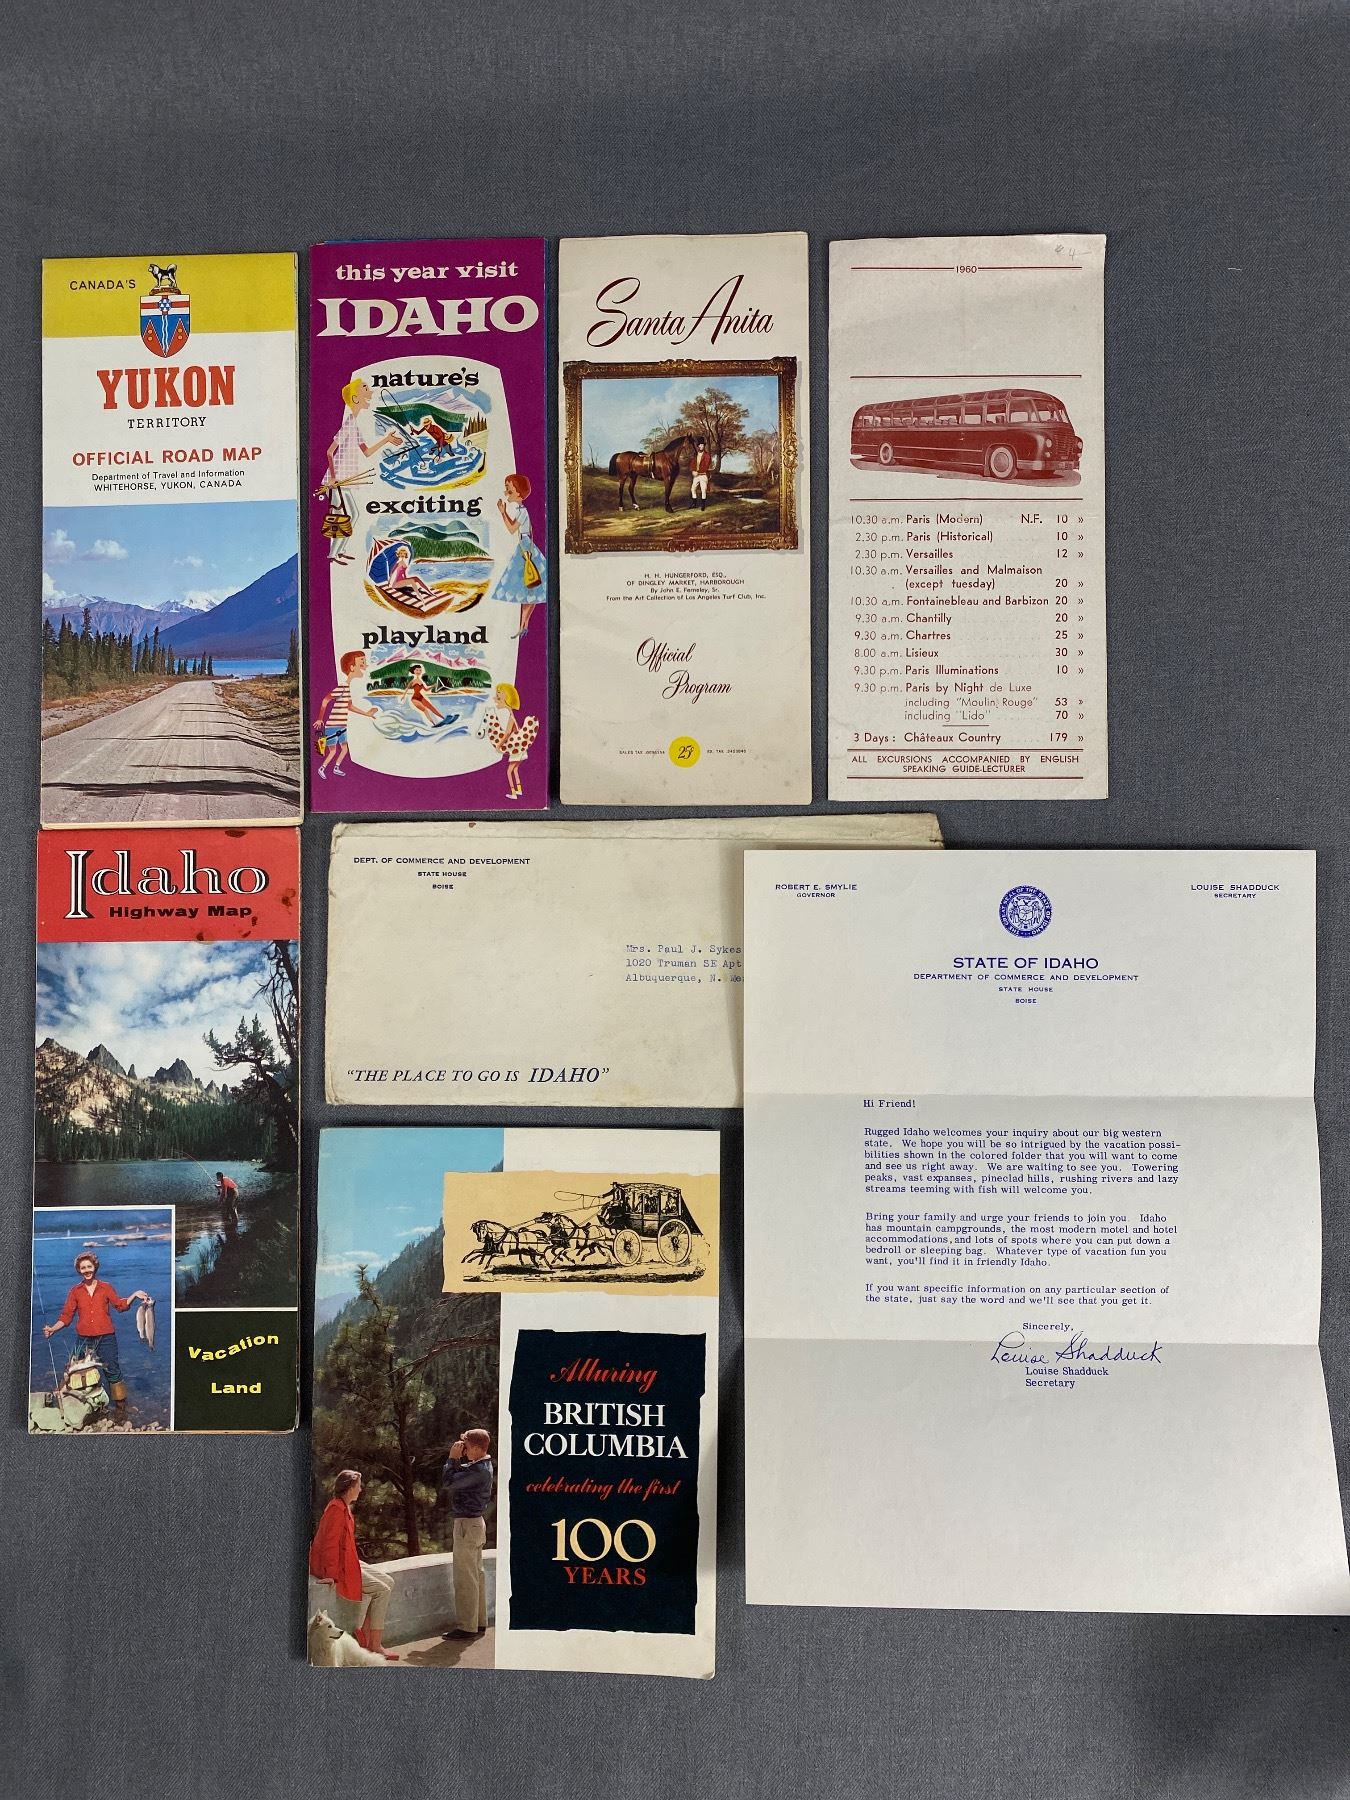 CANADA'S
YUKON
TERRITORY
OFFICIAL ROAD MAP
Department of Travel and Information
WHITEHORSE, YUKON, CANADA
this year visit
IDAHO
nature's
exciting
playland
Santa Anita
H. H. HUNGERFORD, ESQ.,
OF DINGLEY MARKET, HARBOROUGH
By John E. Ferneley, Sr.
From the Art Collection of Los Angeles Turf Club, Inc.
Official
Program
25¢
1960
10.30 a.m. Paris (Modern) N.F. 10 »
2.30 p.m. Paris (Historical) 10 »
2.30 p.m. Versailles 12 »
10.30 a.m. Versailles and Malmaison
(except tuesday) 20 »
10.30 a.m. Fontainebleau and Barbizon 20 »
9.30 a.m. Chantilly 20 »
9.30 a.m. Chartres 25 »
8.00 a.m. Lisieux 30 »
9.30 p.m. Paris Illuminations 10 »
9.30 p.m. Paris by Night de Luxe
including "Moulin Rouge" 53 »
including "Lido" 70 »
3 Days : Châteaux Country 179 »
ALL EXCURSIONS ACCOMPANIED BY ENGLISH
SPEAKING GUIDE-LECTURER
Idaho
Highway Map
Vacation
Land
DEPT. OF COMMERCE AND DEVELOPMENT
STATE HOUSE
BOISE
Mrs. Paul J. Sykes
1020 Truman SE Apt
Albuquerque, N. Me
"THE PLACE TO GO IS IDAHO"
Alluring
BRITISH
COLUMBIA
celebrating the first
100
YEARS
ROBERT E. SMYLIE
GOVERNOR
LOUISE SHADDUCK
SECRETARY
STATE OF IDAHO
DEPARTMENT OF COMMERCE AND DEVELOPMENT
STATE HOUSE
BOISE
Hi Friend!
Rugged Idaho welcomes your inquiry about our big western
state. We hope you will be so intrigued by the vacation possi-
bilities shown in the colored folder that you will want to come
and see us right away. We are waiting to see you. Towering
peaks, vast expanses, pineclad hills, rushing rivers and lazy
streams teeming with fish will welcome you.
Bring your family and urge your friends to join you. Idaho
has mountain campgrounds, the most modern motel and hotel
accommodations, and lots of spots where you can put down a
bedroll or sleeping bag. Whatever type of vacation fun you
want, you'll find it in friendly Idaho.
If you want specific information on any particular section of
the state, just say the word and we'll see that you get it.
Sincerely,
Louise Shadduck
Louise Shadduck
Secretary